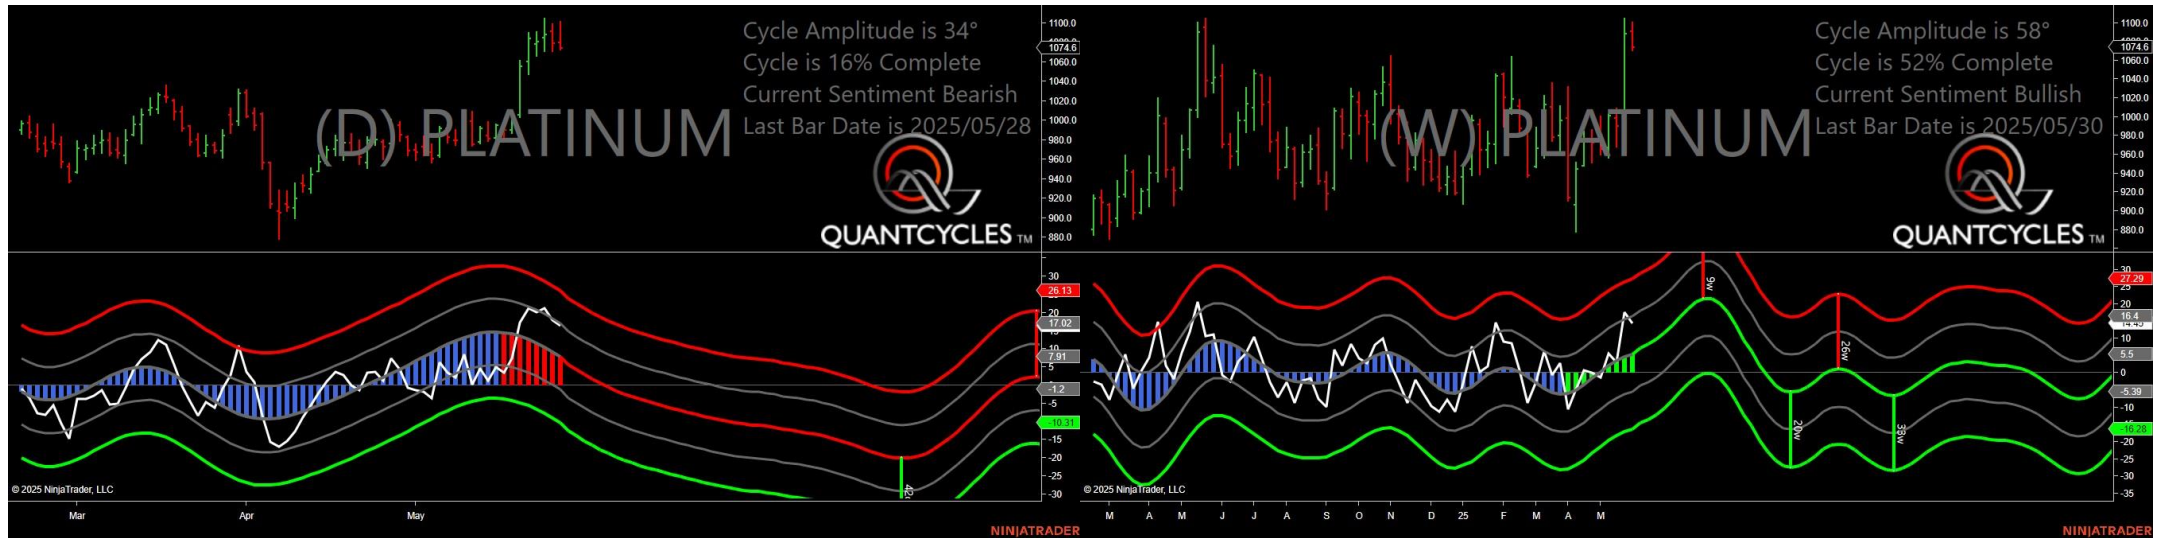 Cycle Amplitude is 34°
Cycle is 16% Complete
Current Sentiment Bearish
Last Bar Date is 2025/05/28
(D) PLATINUM
QUANTCYCLES TM
1100.0
1074.6
1060.0
1040.0
1020.0
1000.0
980.0
960.0
940.0
920.0
900.0
880.0
30
26.13
20
17.02
10
7.91
5
-1.2
-5
-10.31
-15
-20
-25
-30
© 2025 NinjaTrader, LLC
Mar
Apr
May
NINJATRADER
Cycle Amplitude is 58°
Cycle is 52% Complete
Current Sentiment Bullish
Last Bar Date is 2025/05/30
(W) PLATINUM
QUANTCYCLES TM
1100.0
1074.6
1060.0
1040.0
1020.0
1000.0
980.0
960.0
940.0
920.0
900.0
880.0
30
27.29
20
16.4
10
5.5
0
-5.39
-10
-16.28
-20
-25
-30
-35
9w
26w
20w
38w
© 2025 NinjaTrader, LLC
M A M J J A S O N D 25 F M A M
NINJATRADER